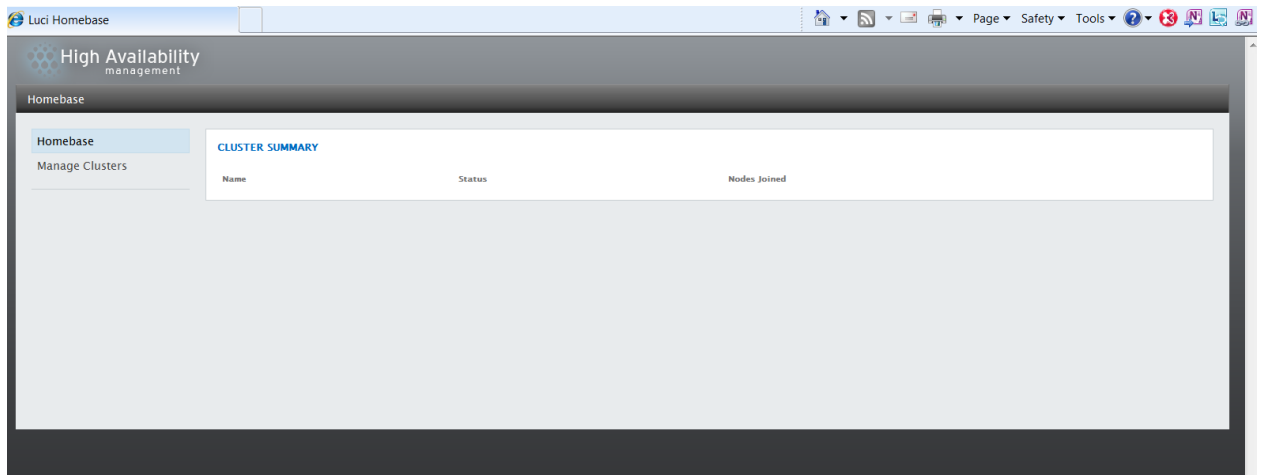 Luci Homebase
Page Safety Tools
High Availability
management
Homebase
Homebase
Manage Clusters
CLUSTER SUMMARY
Name Status Nodes Joined